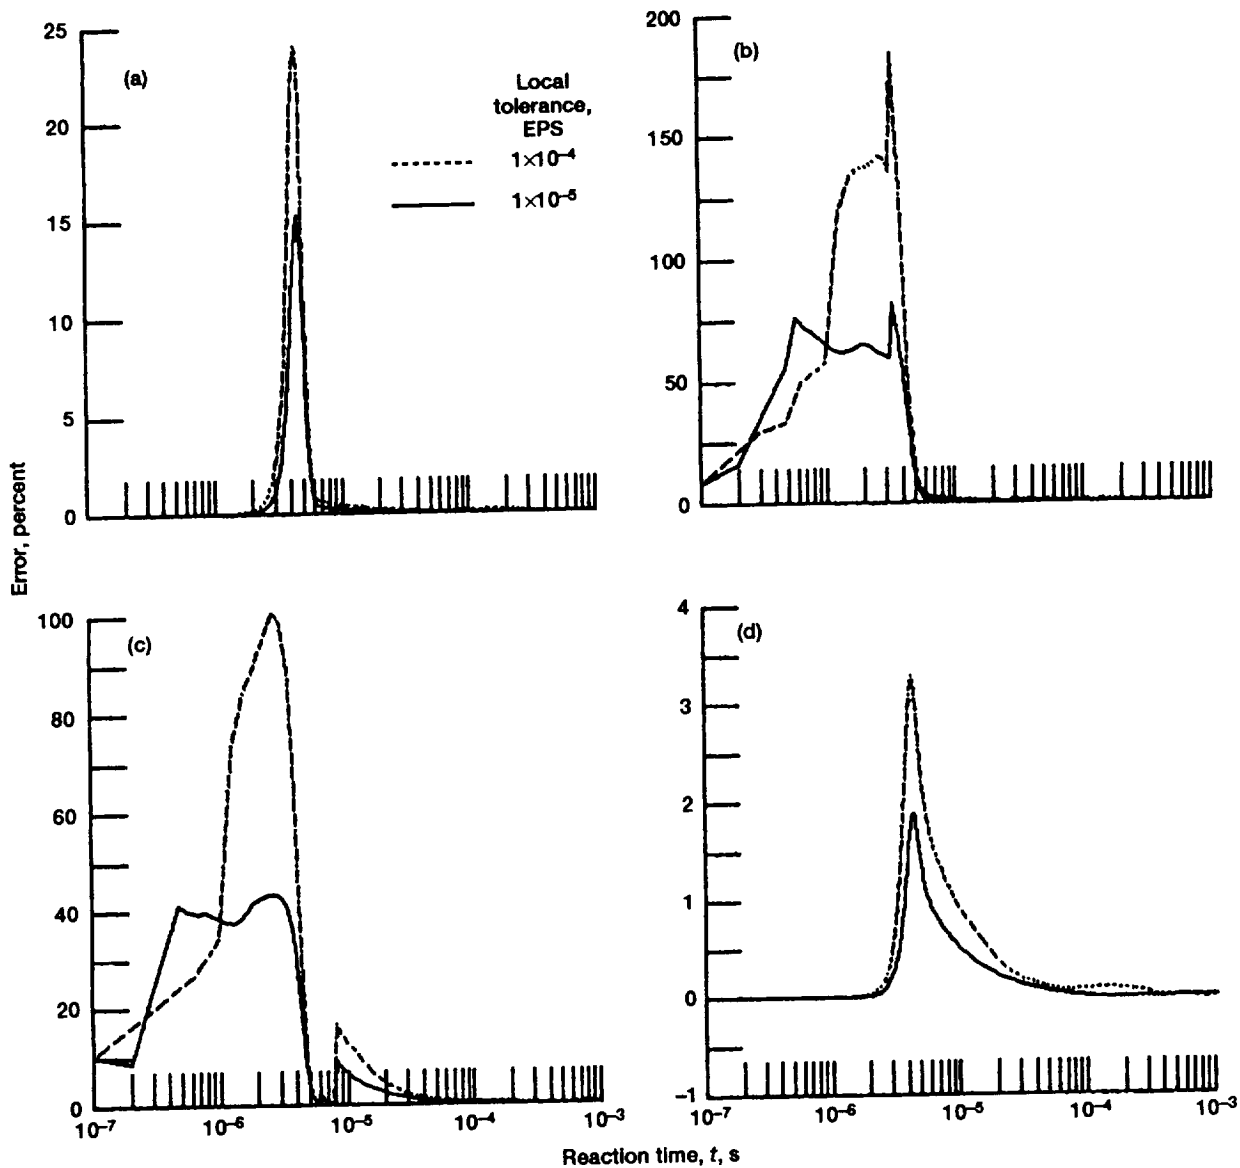 (a)
25
20
15
10
5
0
Local
tolerance,
EPS
1×10⁻⁴
1×10⁻⁵
(b)
200
150
100
50
0
Error, percent
(c)
100
80
60
40
20
0
10⁻⁷ 10⁻⁶ 10⁻⁵ 10⁻⁴ 10⁻³
(d)
4
3
2
1
0
−1
10⁻⁷ 10⁻⁶ 10⁻⁵ 10⁻⁴ 10⁻³
Reaction time, t, s